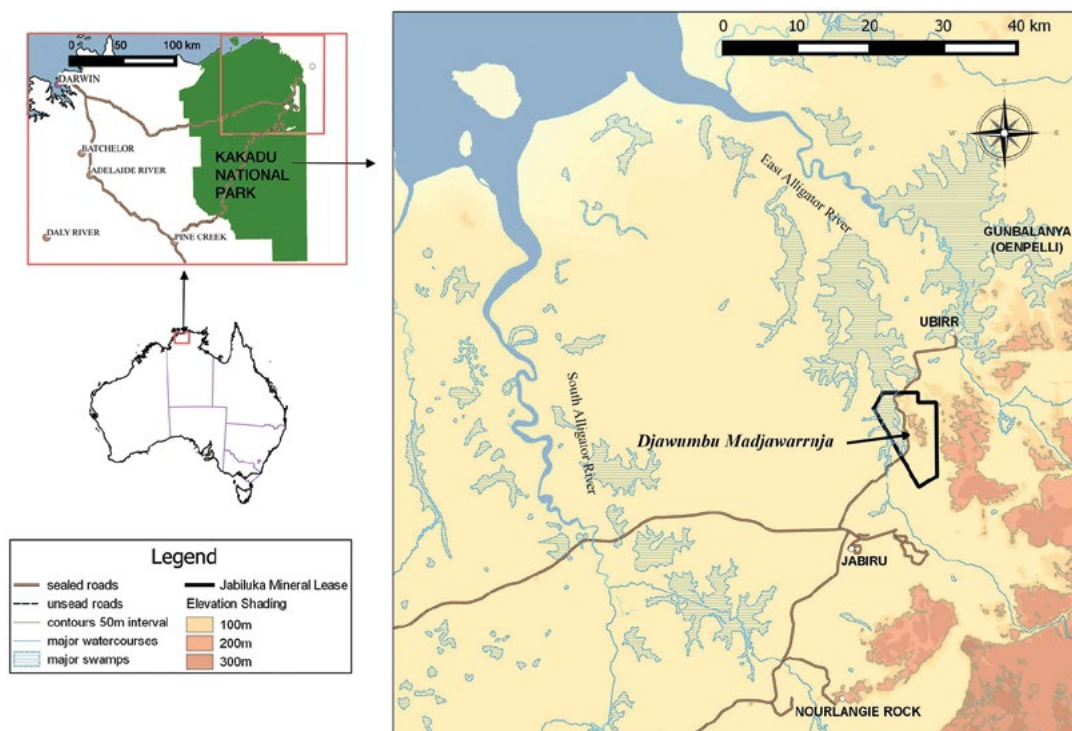 0 50 100 km
DARWIN
BATCHELOR
ADELAIDE RIVER
KAKADU
NATIONAL
PARK
DALY RIVER
PINE CREEK
0 10 20 30 40 km
N
East Alligator River
GUNBALANYA
(OENPELLI)
UBIRR
South Alligator River
Djawumbu Madjawarrnja
JABIRU
NOURLANGIE ROCK
Legend
sealed roads
unsead roads
contours 50m interval
major watercourses
major swamps
Jabiluka Mineral Lease
Elevation Shading
100m
200m
300m